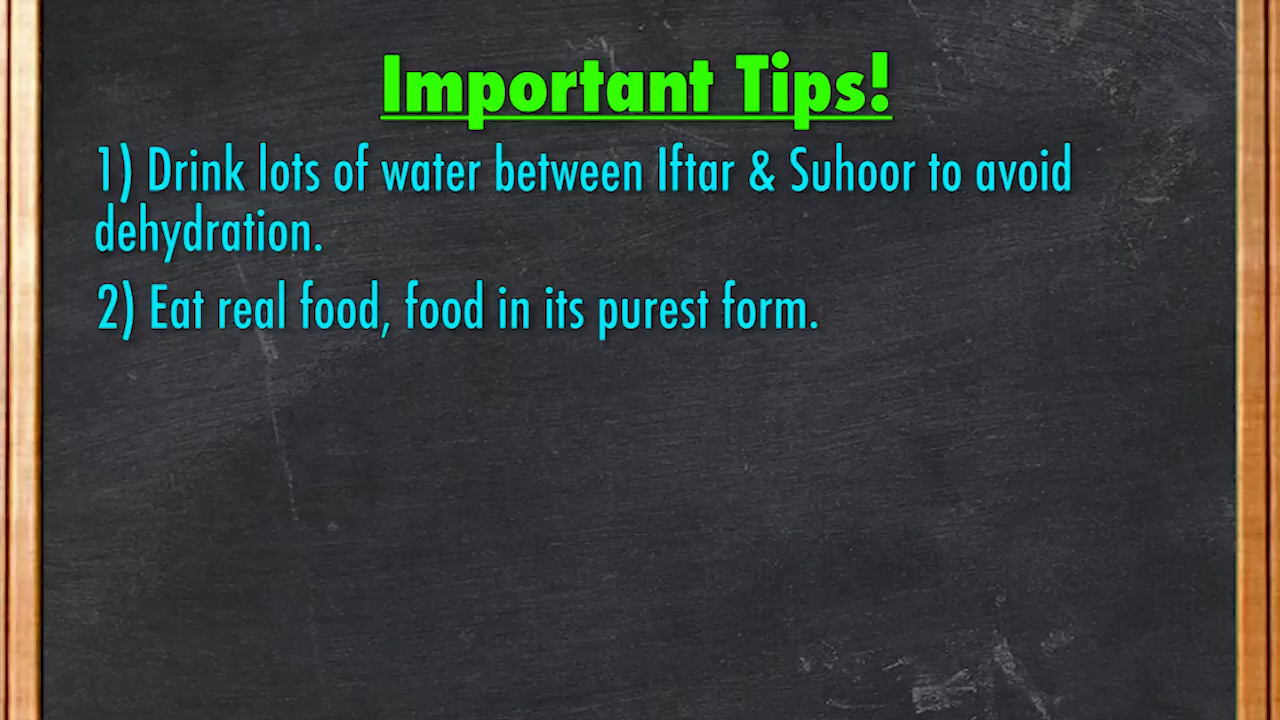 Important Tips!
1) Drink lots of water between Iftar & Suhoor to avoid
dehydration.
2) Eat real food, food in its purest form.